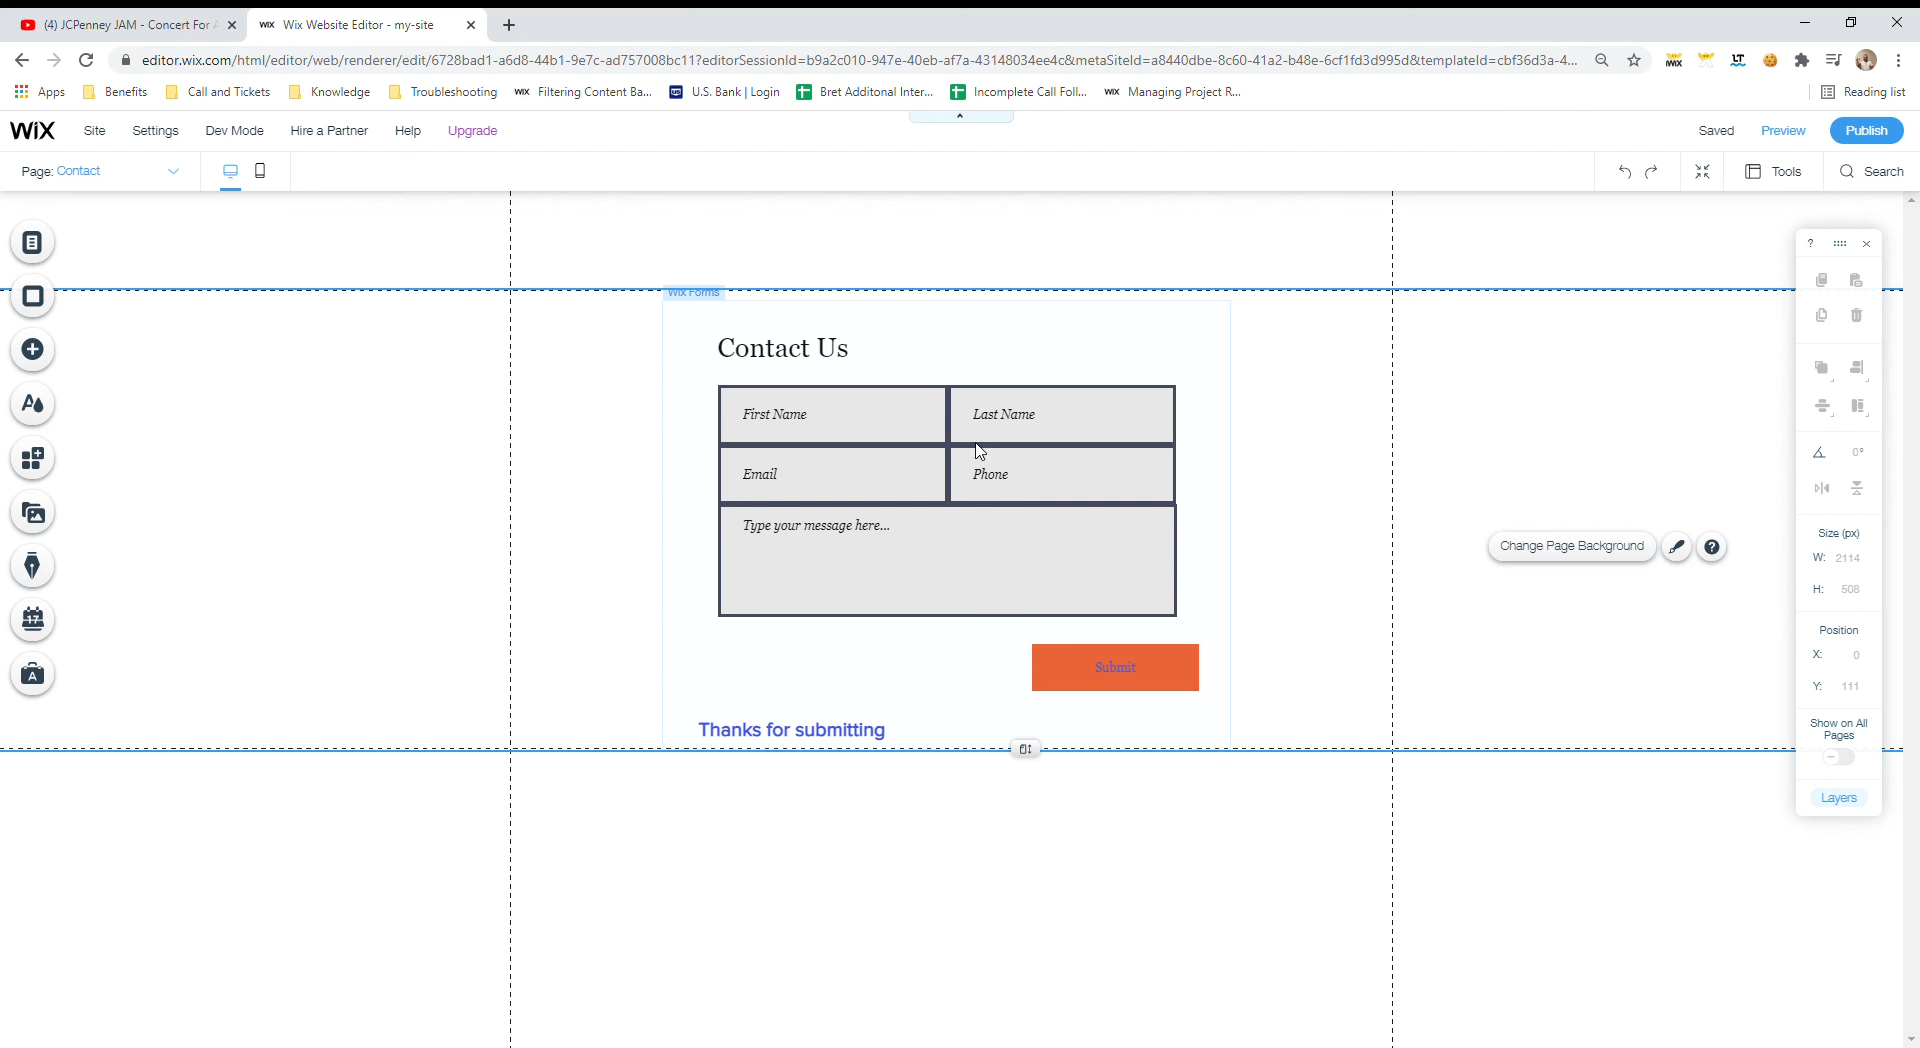 (4) JCPenney JAM - Concert For
WiX Wix Website Editor - my-site
editor.wix.com/html/editor/web/renderer/edit/6728bad1-a6d8-44b1-9e7c-ad757008bc11?editorSessionId=b9a2c010-947e-40eb-af7a-43148034ee4c&metaSiteId=a8440dbe-8c60-41a2-b48e-6cf1fd3d995d&templateId=cbf36d3a-4...
Apps Benefits Call and Tickets Knowledge Troubleshooting WiX Filtering Content Ba... U.S. Bank | Login Bret Additonal Inter... Incomplete Call Foll... WiX Managing Project R... Reading list
WiX Site Settings Dev Mode Hire a Partner Help Upgrade Saved Preview Publish
Page: Contact Tools Search
Wix Forms
Contact Us
First Name Last Name
Email Phone
Type your message here...
Submit
Thanks for submitting
Change Page Background ?
?
0°
Size (px)
W: 2114
H: 508
Position
X: 0
Y: 111
Show on All
Pages
Layers